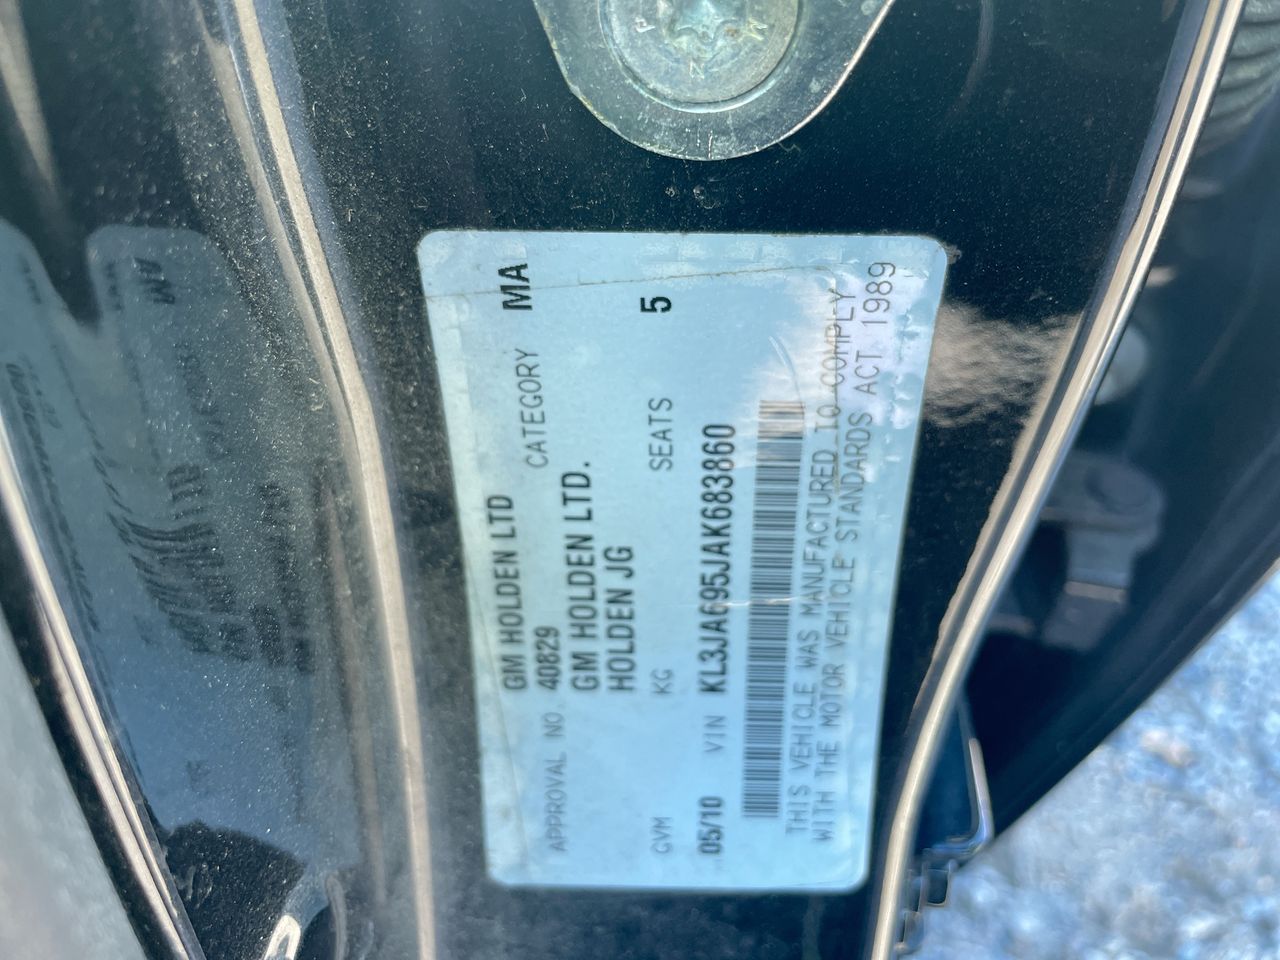 GM HOLDEN LTD
APPROVAL NO. 40829 CATEGORY MA
GM HOLDEN LTD.
HOLDEN JG
GVM KG SEATS 5
05/10 VIN KL3JA695JAK683860
THIS VEHICLE WAS MANUFACTURED TO COMPLY
WITH THE MOTOR VEHICLE STANDARDS ACT 1989